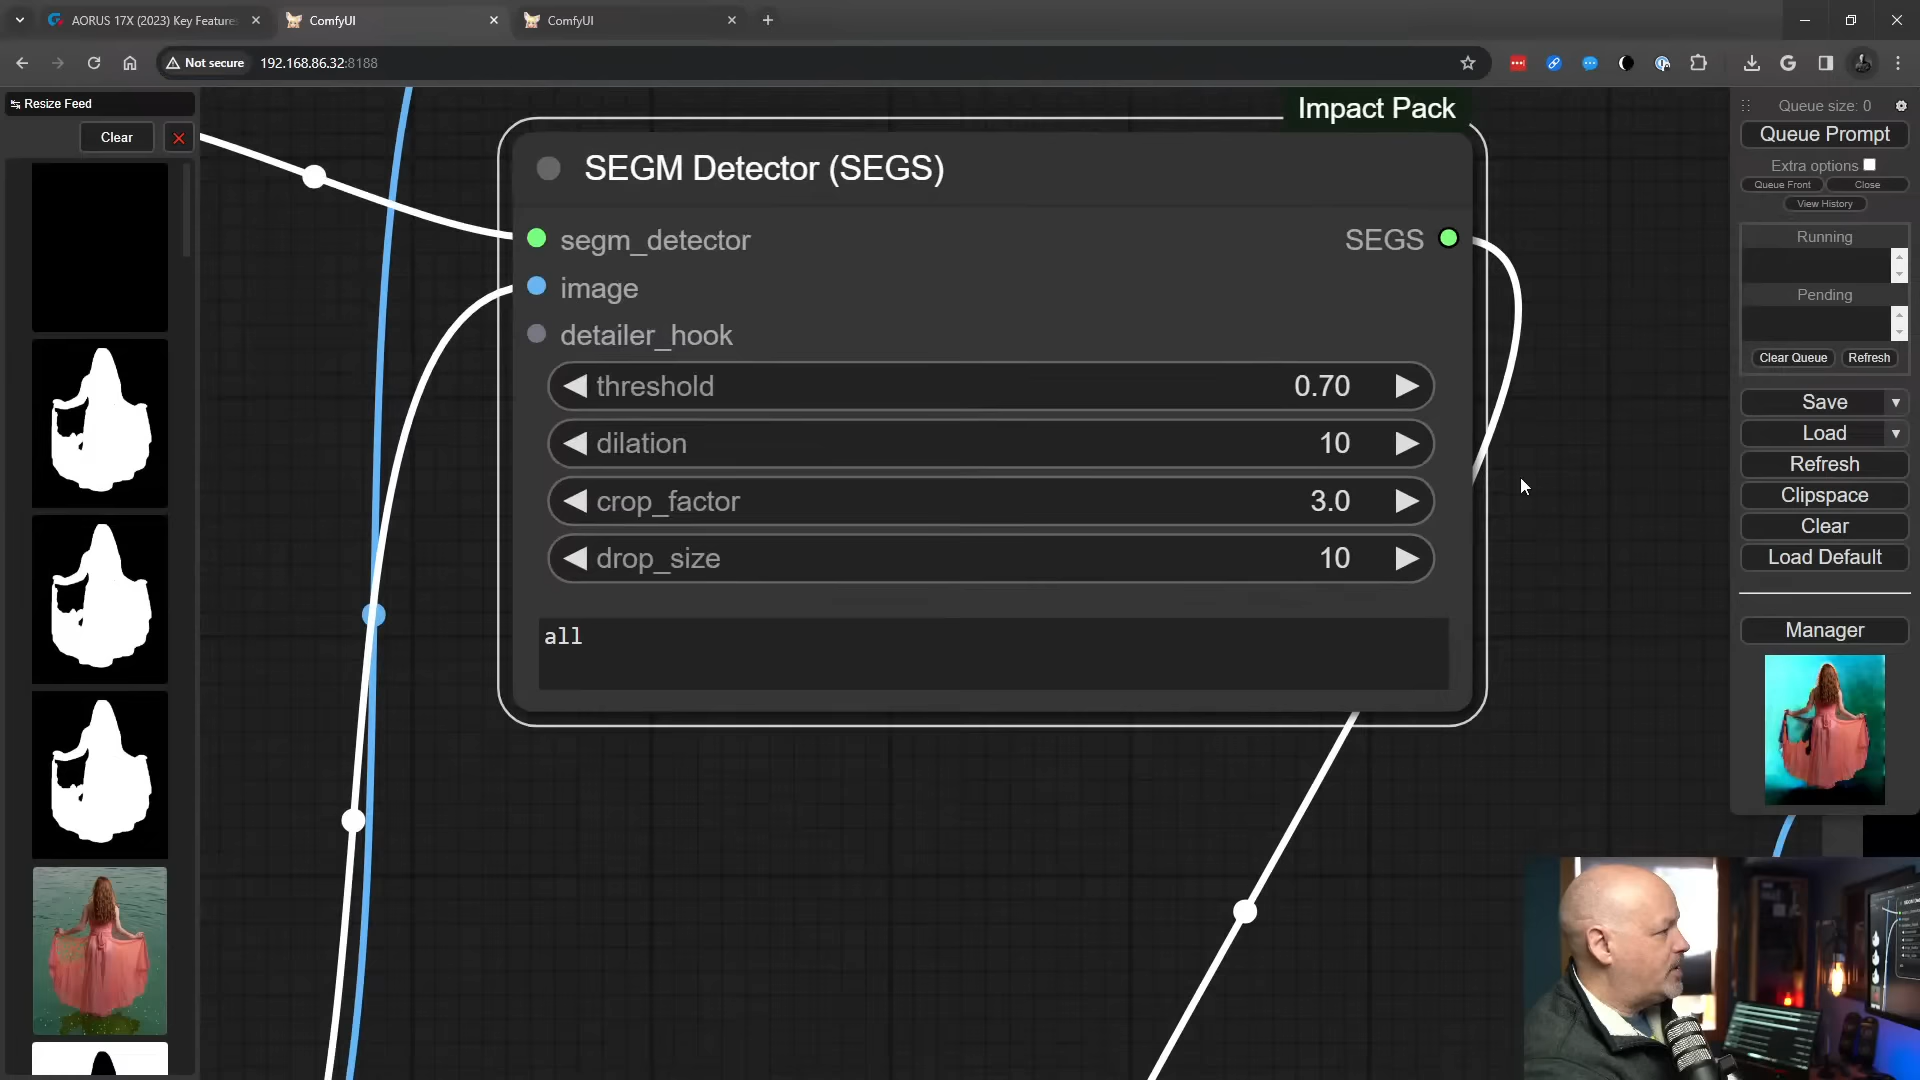 AORUS 17X (2023) Key Feature
ComfyUI
ComfyUI
Not secure
192.168.86.32:8188
Resize Feed
Clear
Impact Pack
SEGM Detector (SEGS)
segm_detector
SEGS
image
detailer_hook
threshold
0.70
dilation
10
crop_factor
3.0
drop_size
10
all
Queue size: 0
Queue Prompt
Extra options
Queue Front
Close
View History
Running
Pending
Clear Queue
Refresh
Save
Load
Refresh
Clipspace
Clear
Load Default
Manager